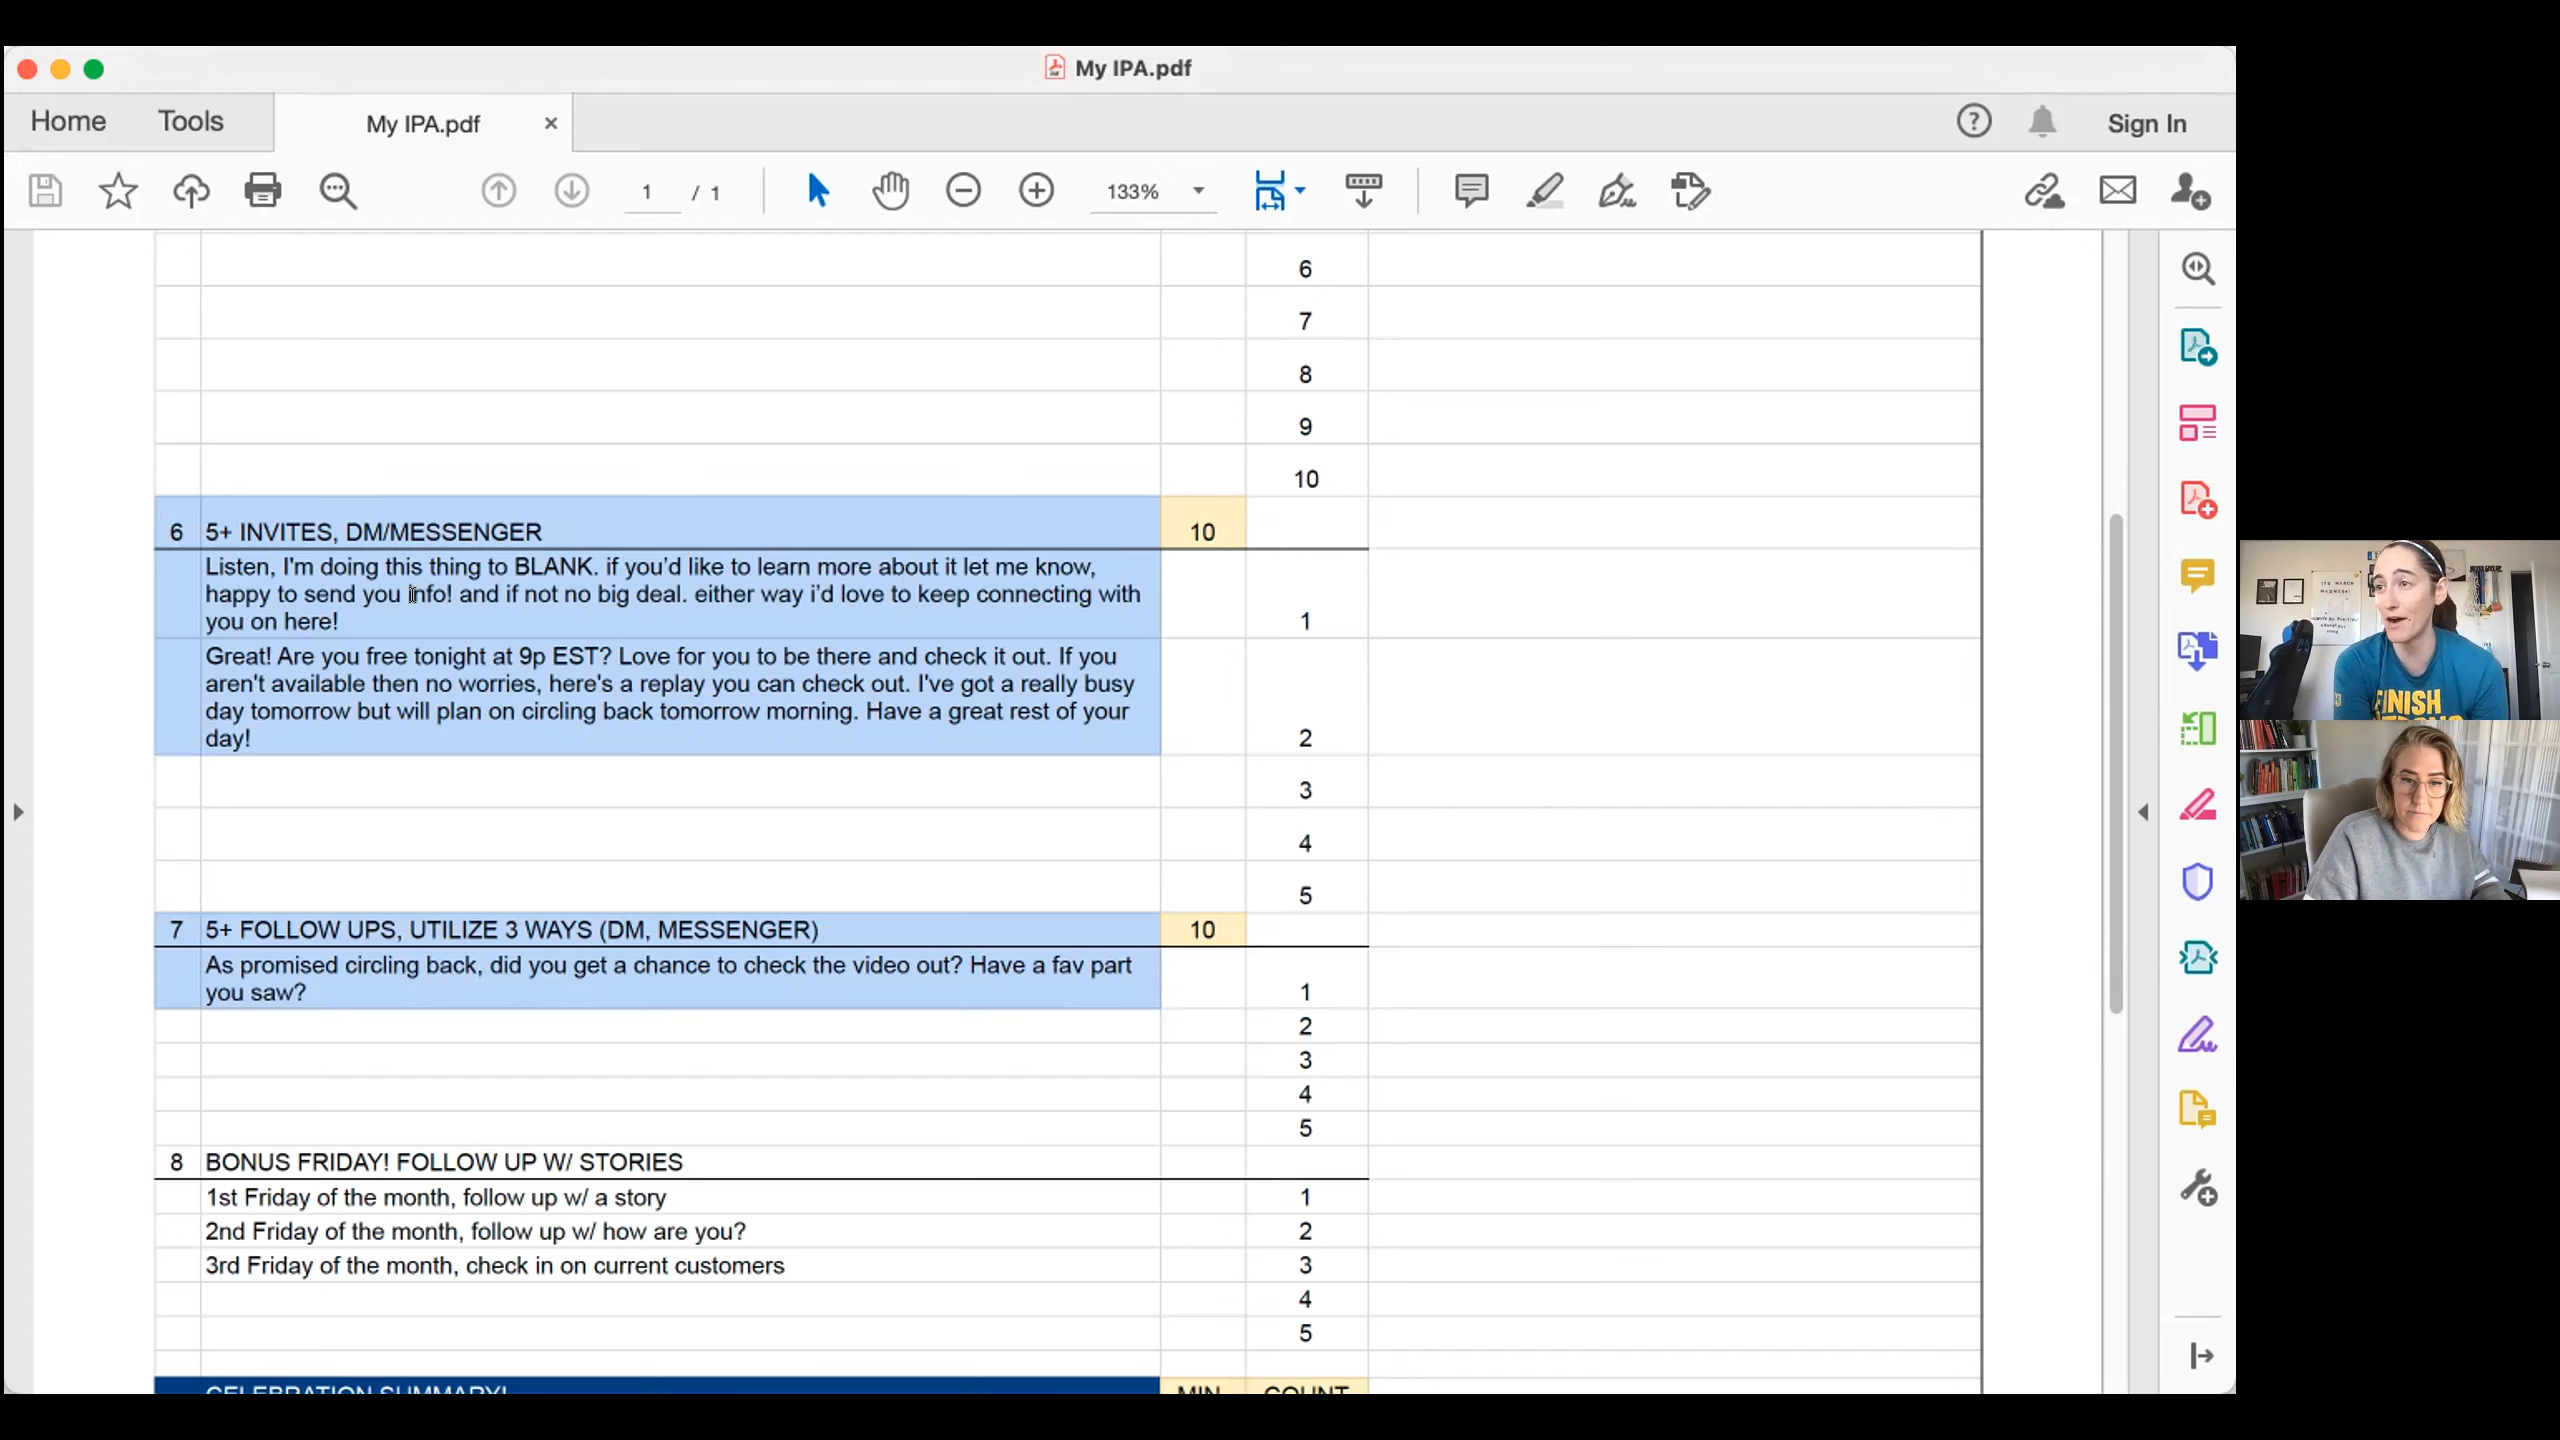 My IPA.pdf
Home Tools My IPA.pdf × Sign In
1 / 1 133%
6
7
8
9
10
6 5+ INVITES, DM/MESSENGER 10
Listen, I'm doing this thing to BLANK. if you'd like to learn more about it let me know,
happy to send you info! and if not no big deal. either way i'd love to keep connecting with
you on here! 1
Great! Are you free tonight at 9p EST? Love for you to be there and check it out. If you
aren't available then no worries, here's a replay you can check out. I've got a really busy
day tomorrow but will plan on circling back tomorrow morning. Have a great rest of your
day! 2
3
4
5
7 5+ FOLLOW UPS, UTILIZE 3 WAYS (DM, MESSENGER) 10
As promised circling back, did you get a chance to check the video out? Have a fav part
you saw? 1
2
3
4
5
8 BONUS FRIDAY! FOLLOW UP W/ STORIES
1st Friday of the month, follow up w/ a story 1
2nd Friday of the month, follow up w/ how are you? 2
3rd Friday of the month, check in on current customers 3
4
5
CELEBRATION SUMMARY! MIN COUNT
ITS MARCH
MADNESS!
FINISH
STRONG